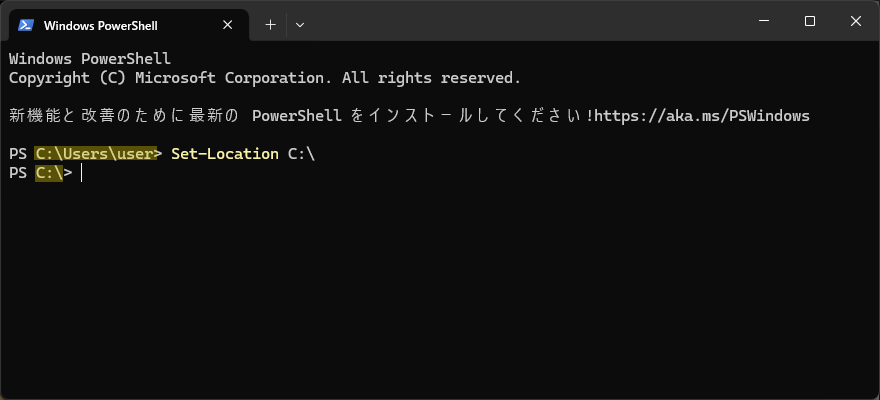 Windows PowerShell
Windows PowerShell
Copyright (C) Microsoft Corporation. All rights reserved.
新機能と改善のために最新の PowerShell をインストールしてください!https://aka.ms/PSWindows
PS C:\Users\user> Set-Location C:\
PS C:\>